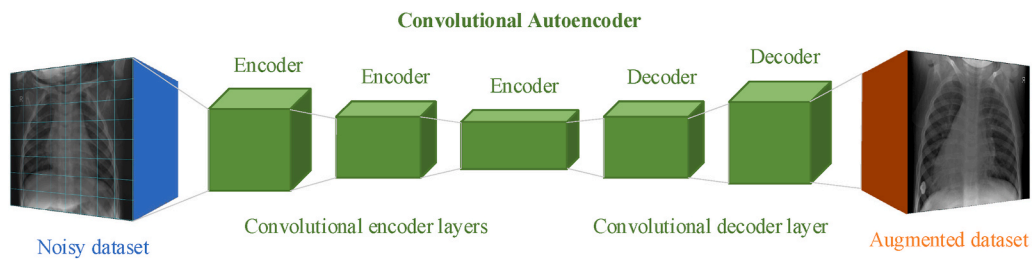 Convolutional Autoencoder
Encoder
Encoder
Encoder
Decoder
Decoder
Convolutional encoder layers
Convolutional decoder layer
Noisy dataset
Augmented dataset